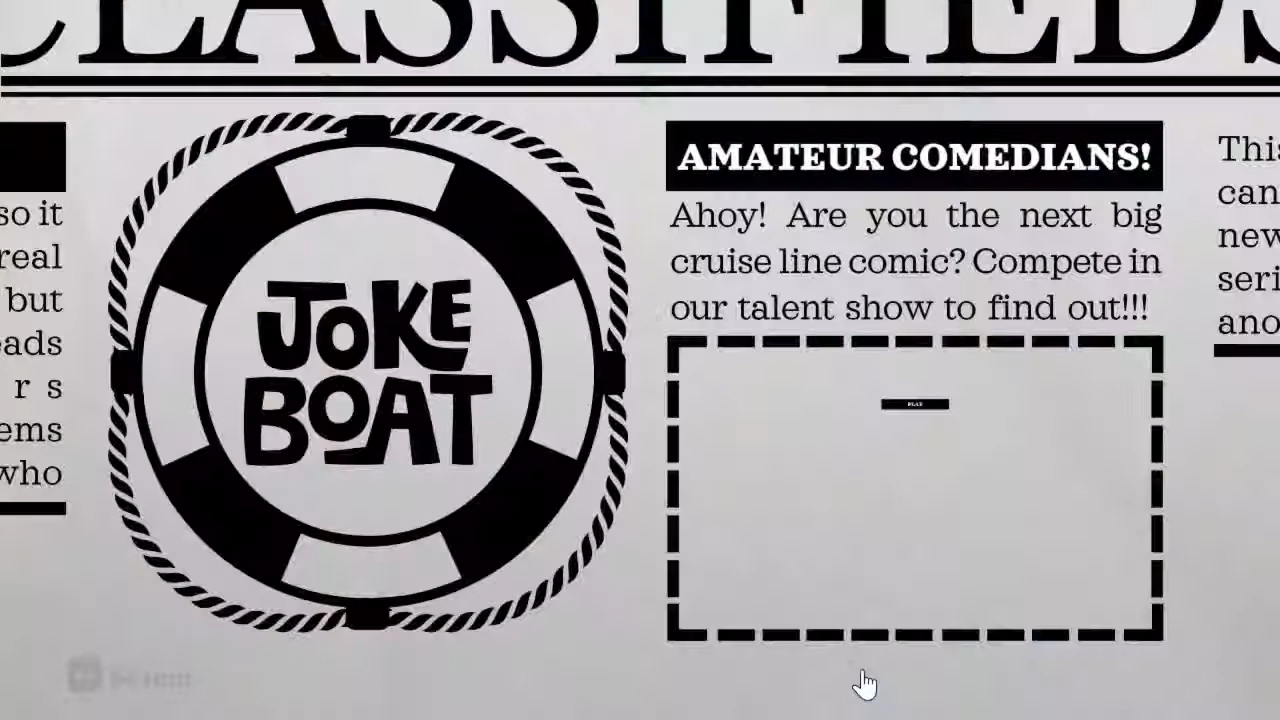 CLASSIFIEDS
so it
real
but
eads
r s
ems
who
JOKE
BOAT
AMATEUR COMEDIANS!
Ahoy! Are you the next big
cruise line comic? Compete in
our talent show to find out!!!
PLAY
This
can
new
seri
ano